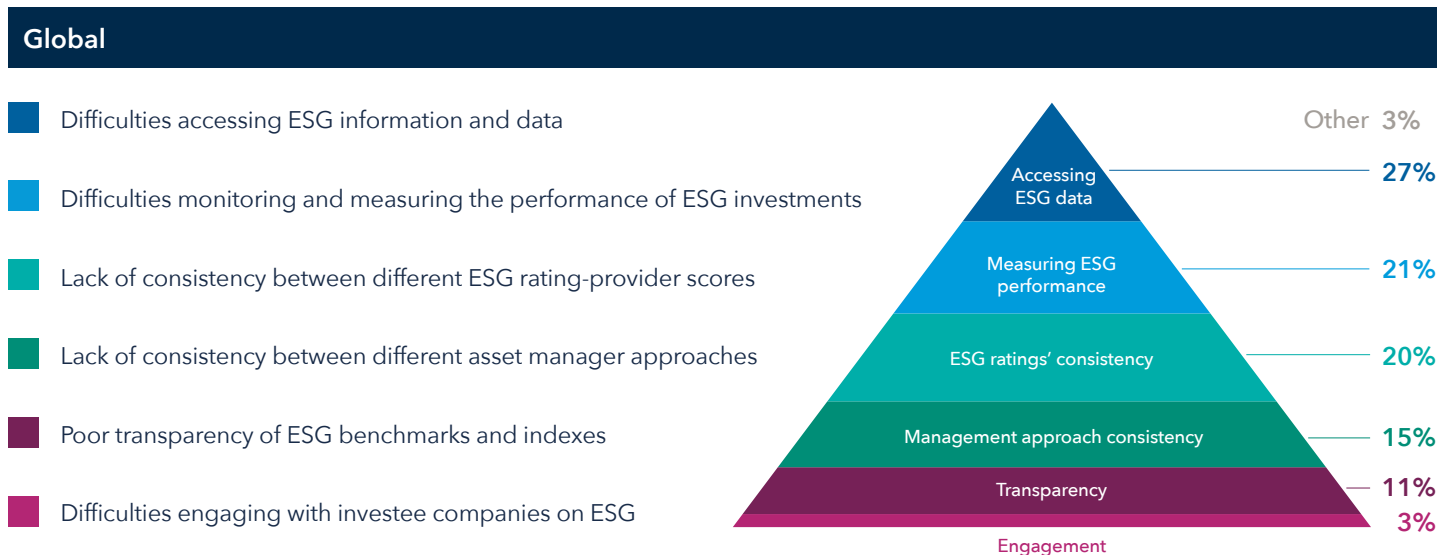 Global
Difficulties accessing ESG information and data
Difficulties monitoring and measuring the performance of ESG investments
Lack of consistency between different ESG rating-provider scores
Lack of consistency between different asset manager approaches
Poor transparency of ESG benchmarks and indexes
Difficulties engaging with investee companies on ESG
Other 3%
Accessing
ESG data
27%
Measuring ESG
performance
21%
ESG ratings’ consistency
20%
Management approach consistency
15%
Transparency
11%
3%
Engagement